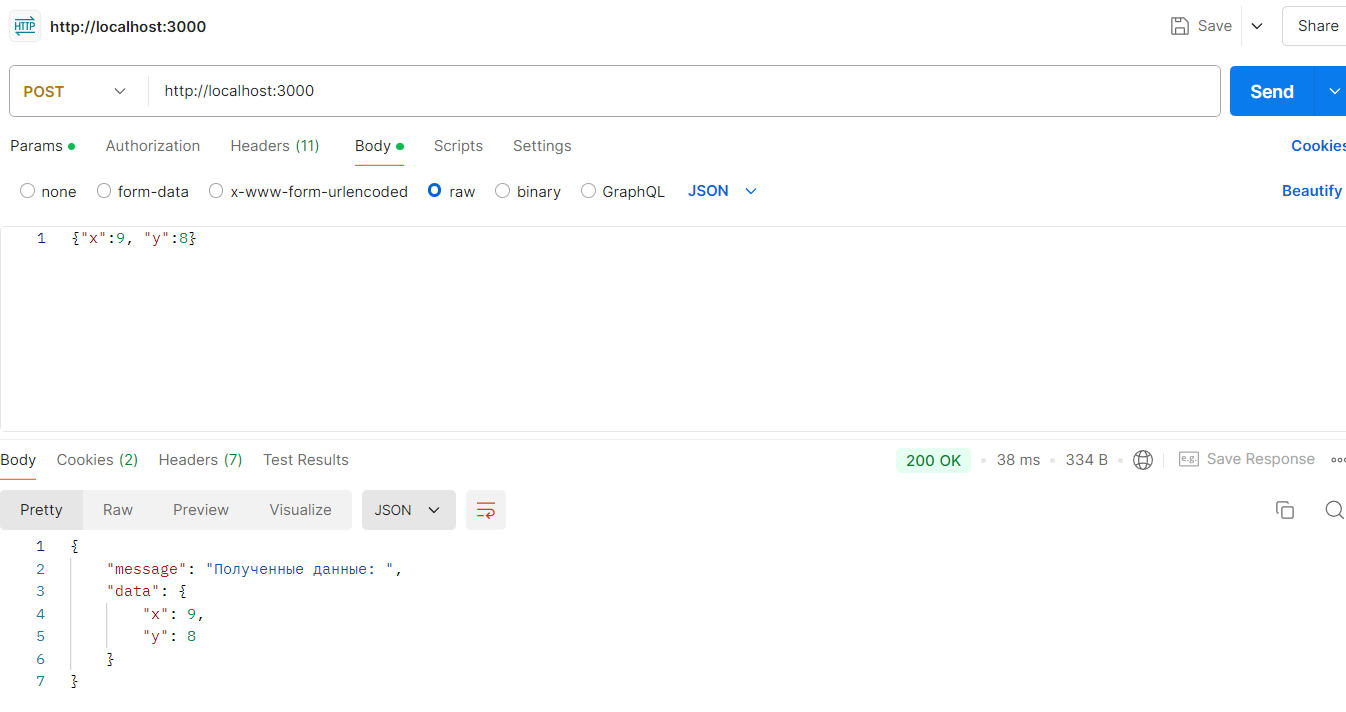 HTTP http://localhost:3000 Save Share
POST http://localhost:3000 Send
Params Authorization Headers (11) Body Scripts Settings Cookies
none form-data x-www-form-urlencoded raw binary GraphQL JSON Beautify
1 {"x":9, "y":8}
Body Cookies (2) Headers (7) Test Results 200 OK 38 ms 334 B e.g. Save Response
Pretty Raw Preview Visualize JSON
1 {
2 "message": "Полученные данные: ",
3 "data": {
4 "x": 9,
5 "y": 8
6 }
7 }